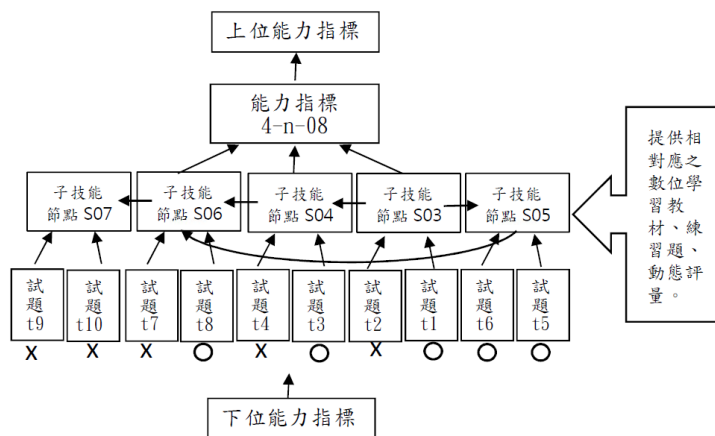 上位能力指標
能力指標
4-n-08
子技能
節點 S07
子技能
節點 S06
子技能
節點 S04
子技能
節點 S03
子技能
節點 S05
提供相
對應之
數位學
習教
材、練
習題、
動態評
量。
試題
t9
試題
t10
試題
t7
試題
t8
試題
t4
試題
t3
試題
t2
試題
t1
試題
t6
試題
t5
X X X O X O X O O O
下位能力指標